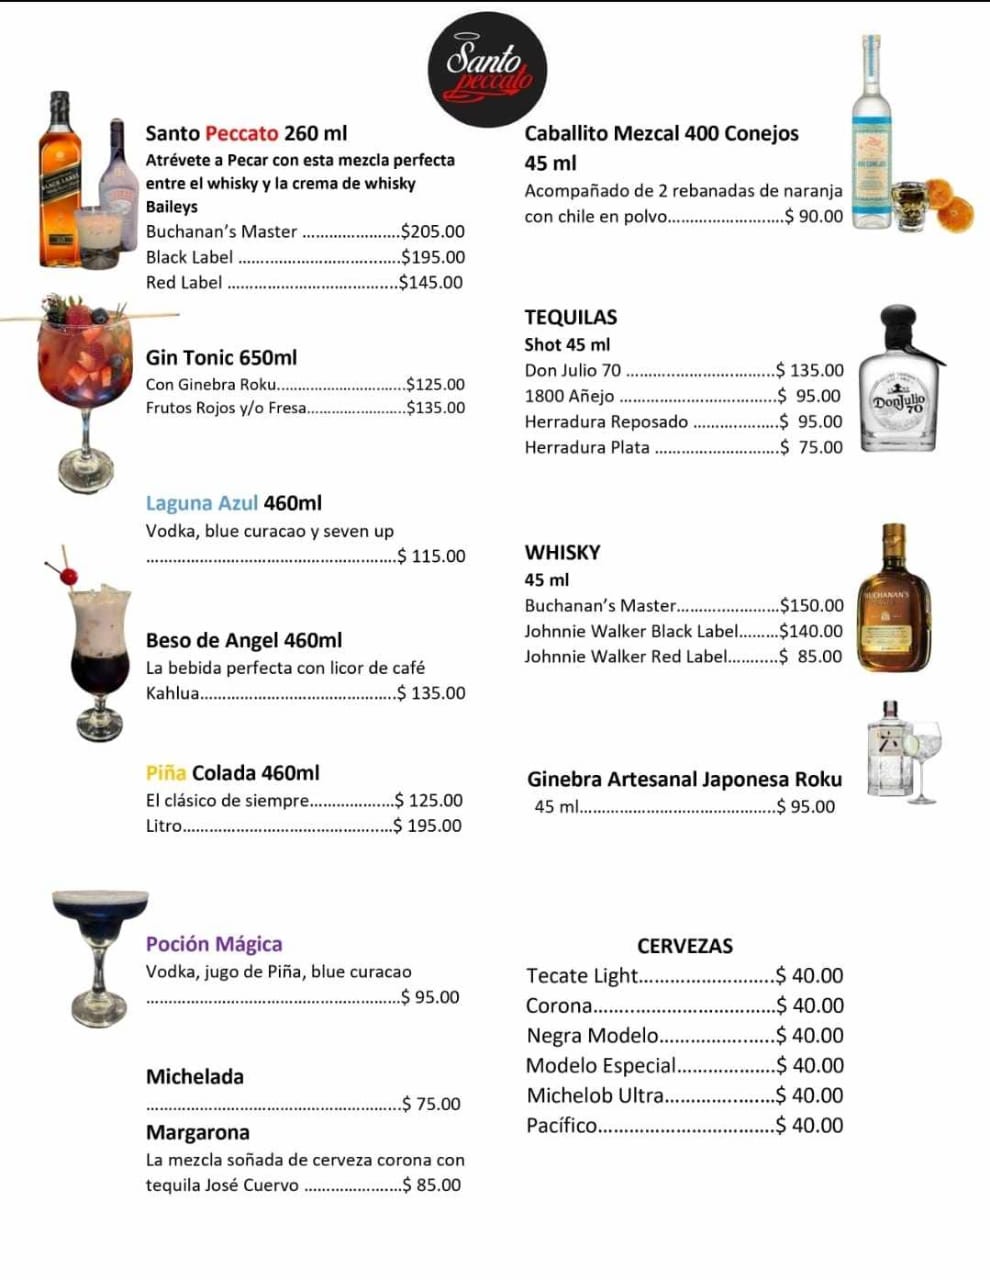 Santo
peccato
Santo Peccato 260 ml
Atrévete a Pecar con esta mezcla perfecta
entre el whisky y la crema de whisky
Baileys
Buchanan's Master .......................$205.00
Black Label .....................................$195.00
Red Label .......................................$145.00
Gin Tonic 650ml
Con Ginebra Roku..............................$125.00
Frutos Rojos y/o Fresa.......................$135.00
Laguna Azul 460ml
Vodka, blue curacao y seven up
.........................................................$ 115.00
Beso de Angel 460ml
La bebida perfecta con licor de café
Kahlua.............................................$ 135.00
Piña Colada 460ml
El clásico de siempre....................$ 125.00
Litro................................................$ 195.00
Poción Mágica
Vodka, jugo de Piña, blue curacao
..........................................................$ 95.00
Michelada
..........................................................$ 75.00
Margarona
La mezcla soñada de cerveza corona con
tequila José Cuervo .......................$ 85.00
Caballito Mezcal 400 Conejos
45 ml
Acompañado de 2 rebanadas de naranja
con chile en polvo...........................$ 90.00
400 CONEJOS
TEQUILAS
Shot 45 ml
Don Julio 70 ..................................$ 135.00
1800 Añejo ....................................$ 95.00
Herradura Reposado ....................$ 95.00
Herradura Plata .............................$ 75.00
Don Julio
70
WHISKY
45 ml
Buchanan's Master........................$150.00
Johnnie Walker Black Label.........$140.00
Johnnie Walker Red Label............$ 85.00
BUCHANAN'S
Ginebra Artesanal Japonesa Roku
45 ml.............................................$ 95.00
六
CERVEZAS
Tecate Light.........................$ 40.00
Corona.................................$ 40.00
Negra Modelo.....................$ 40.00
Modelo Especial..................$ 40.00
Michelob Ultra....................$ 40.00
Pacífico................................$ 40.00
BLACK LABEL